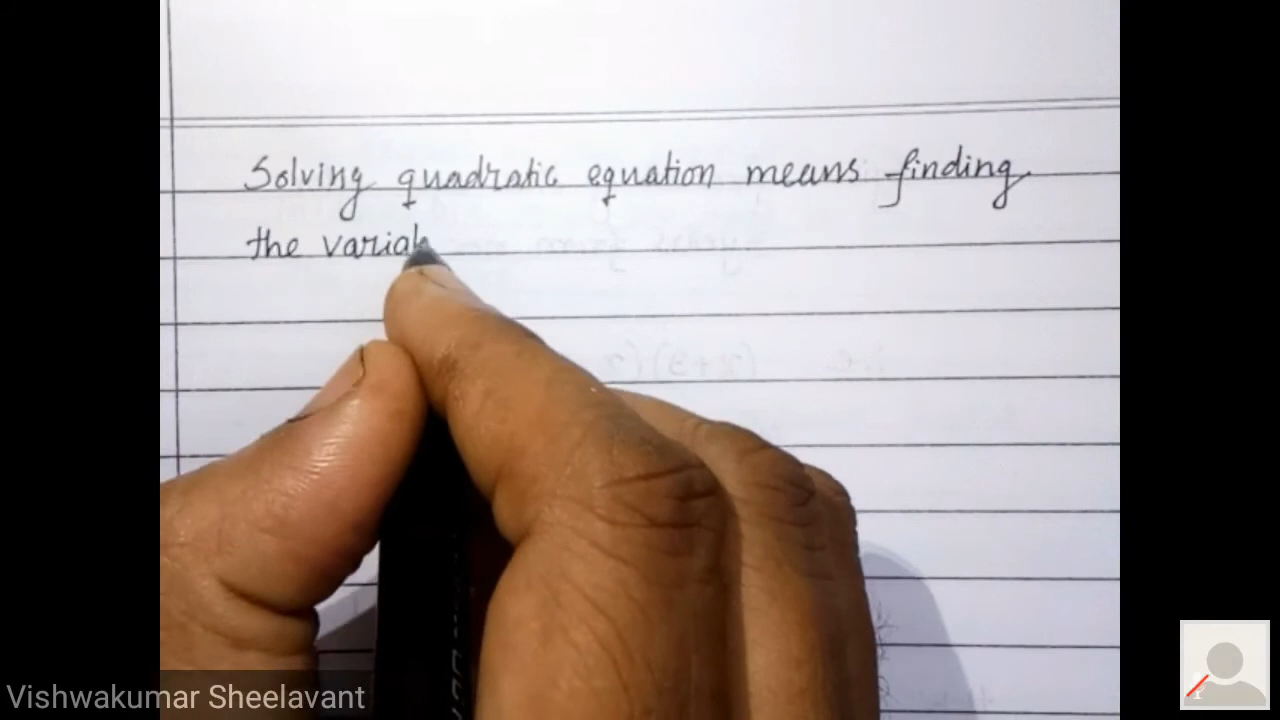 Solving quadratic equation means finding
the variab
Vishwakumar Sheelavant